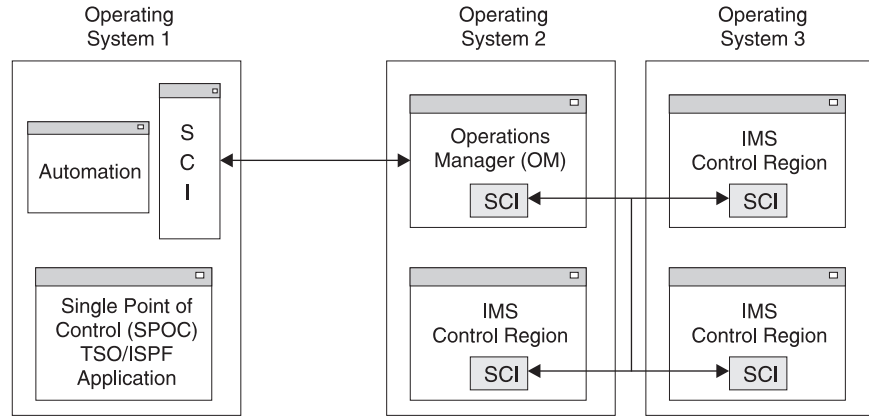 Operating
System 1
Operating
System 2
Operating
System 3
Automation
S
C
I
Single Point of
Control (SPOC)
TSO/ISPF
Application
Operations
Manager (OM)
SCI
IMS
Control Region
SCI
IMS
Control Region
SCI
IMS
Control Region
SCI